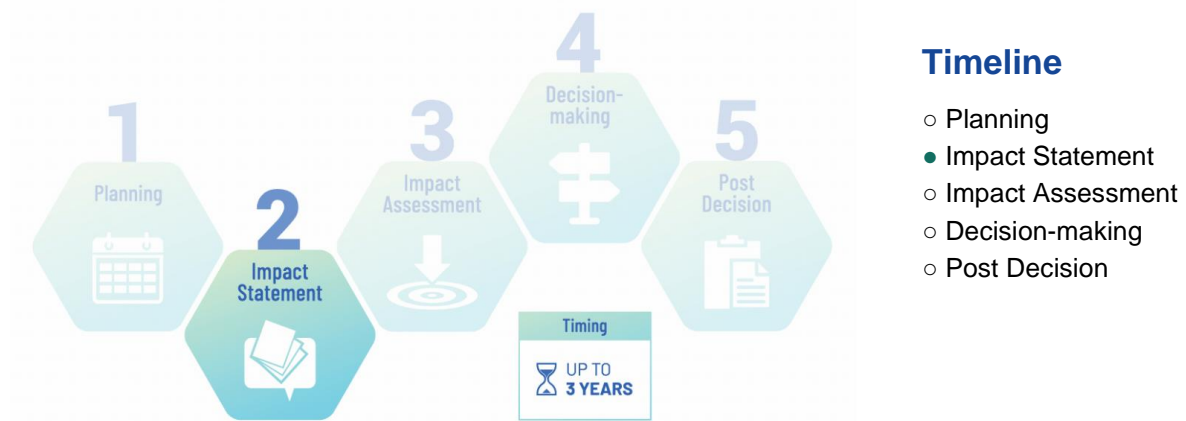 1
Planning
2
Impact
Statement
3
Impact
Assessment
4
Decision-
making
5
Post
Decision
Timing
UP TO
3 YEARS
Timeline
○ Planning
● Impact Statement
○ Impact Assessment
○ Decision-making
○ Post Decision